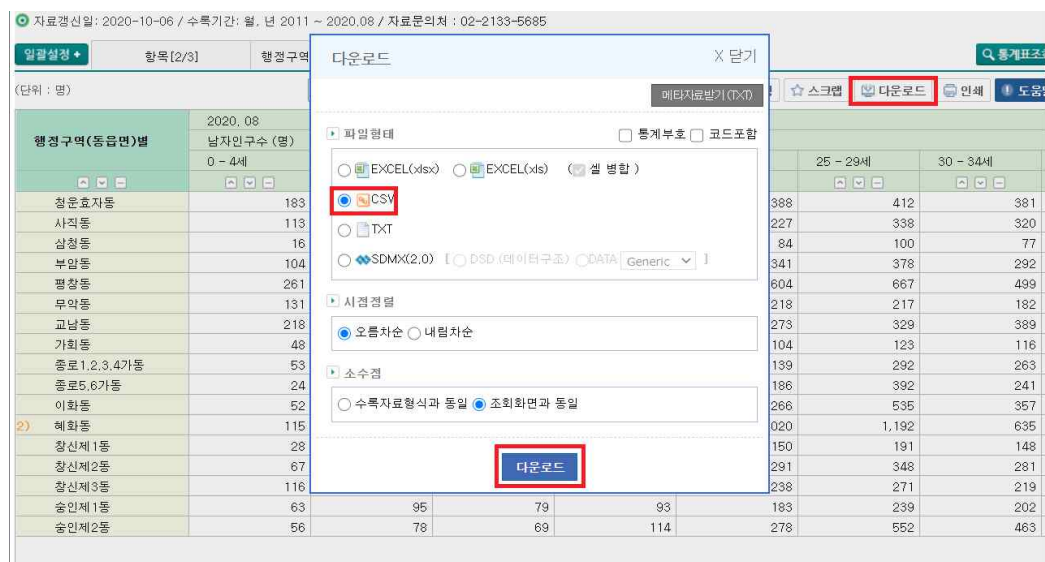 자료갱신일: 2020-10-06 / 수록기간: 월, 년 2011 ~ 2020,08 / 자료문의처 : 02-2133-5685
일괄설정 + 항목[2/3] 행정구역 통계표조
(단위 : 명) 스크랩 다운로드 인쇄 도움
다운로드 X 닫기
메타자료받기(TXT)
파일형태 통계부호 코드포함
EXCEL(xlsx) EXCEL(xls) ( 셀 병합 )
CSV
TXT
SDMX(2,0) [ DSD (데이터구조) DATA Generic ]
시점정렬
오름차순 내림차순
소수점
수록자료형식과 동일 조회화면과 동일
다운로드
행정구역(동읍면)별 2020, 08
남자인구수 (명)
0 - 4세 25 - 29세 30 - 34세
청운효자동 183 388 412 381
사직동 113 227 338 320
삼청동 16 84 100 77
부암동 104 341 378 292
평창동 261 604 667 499
무악동 131 218 217 182
교남동 218 273 329 389
가회동 48 104 123 116
종로1,2,3,4가동 53 139 292 263
종로5,6가동 24 186 392 241
이화동 52 266 535 357
2) 혜화동 115 020 1,192 635
창신제1동 28 150 191 148
창신제2동 67 291 348 281
창신제3동 116 238 271 219
숭인제1동 63 95 79 93 183 239 202
숭인제2동 56 78 69 114 278 552 463